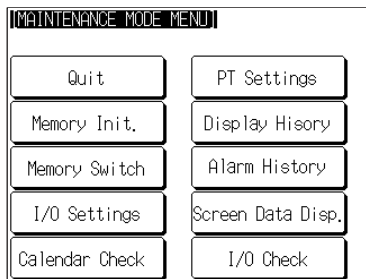 [MAINTENANCE MODE MENU]
Quit
PT Settings
Memory Init.
Display Hisory
Memory Switch
Alarm History
I/O Settings
Screen Data Disp.
Calendar Check
I/O Check